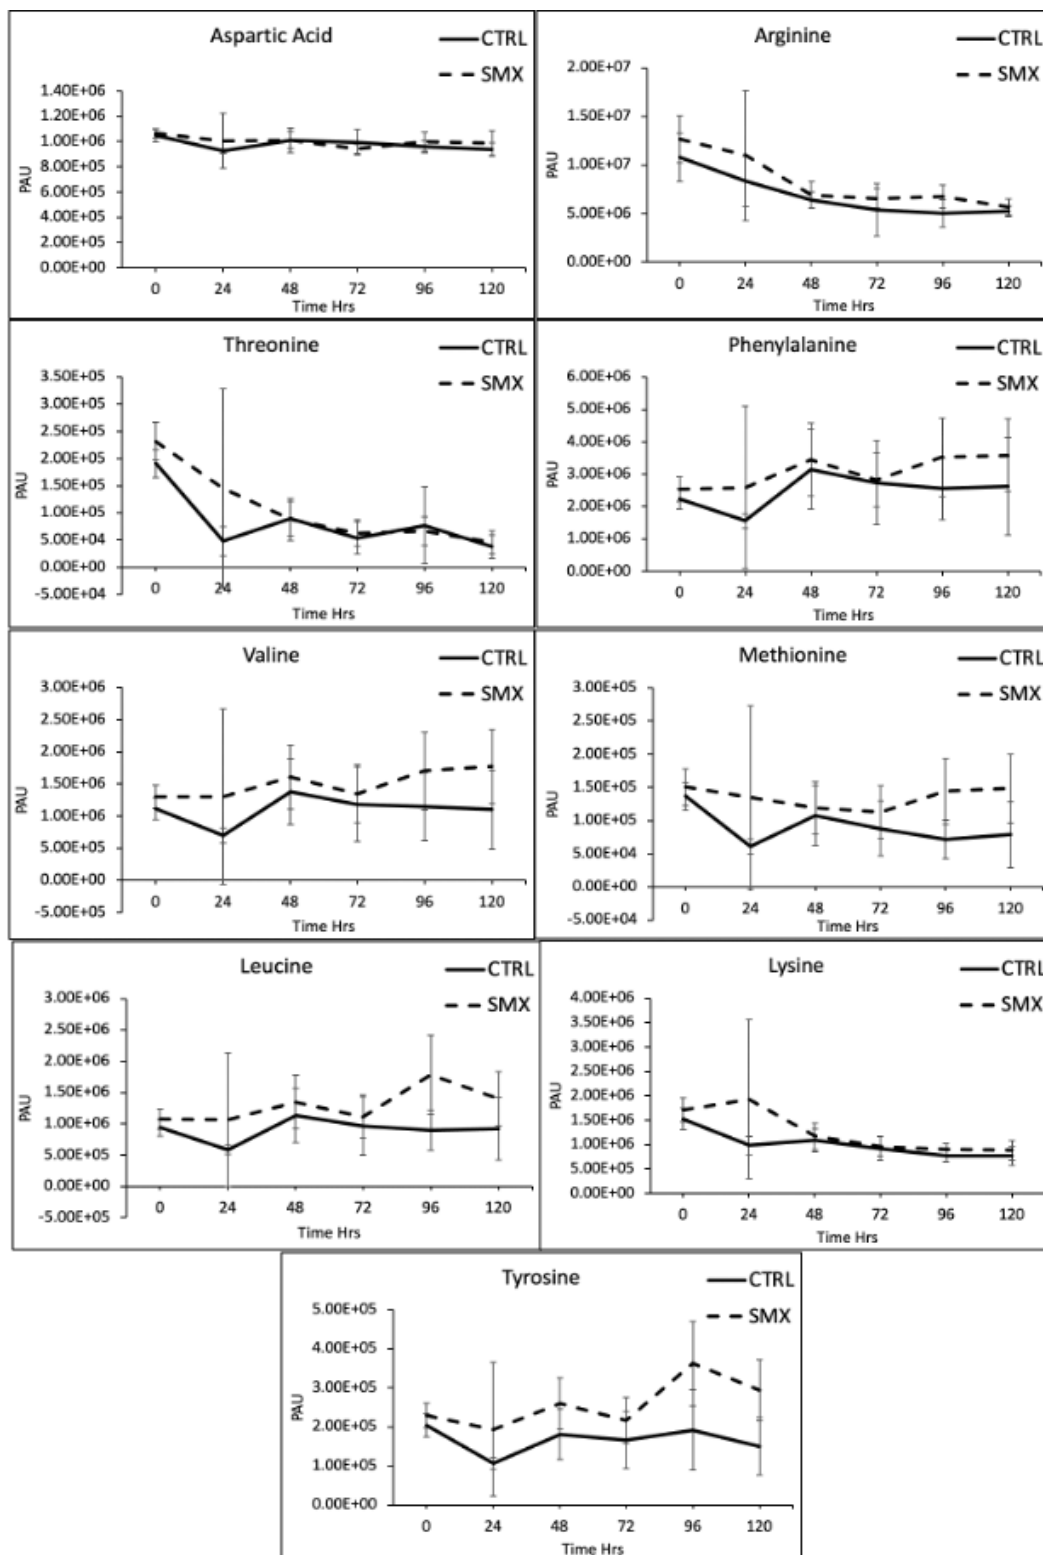 Aspartic Acid
CTRL
SMX
1.40E+06
1.20E+06
1.00E+06
8.00E+05
6.00E+05
4.00E+05
2.00E+05
0.00E+00
PAU
0 24 48 72 96 120
Time Hrs
Arginine
CTRL
SMX
2.00E+07
1.50E+07
1.00E+07
5.00E+06
0.00E+00
PAU
0 24 48 72 96 120
Time Hrs
Threonine
CTRL
SMX
3.50E+05
3.00E+05
2.50E+05
2.00E+05
1.50E+05
1.00E+05
5.00E+04
0.00E+00
-5.00E+04
PAU
0 24 48 72 96 120
Time Hrs
Phenylalanine
CTRL
SMX
6.00E+06
5.00E+06
4.00E+06
3.00E+06
2.00E+06
1.00E+06
0.00E+00
PAU
0 24 48 72 96 120
Time Hrs
Valine
CTRL
SMX
3.00E+06
2.50E+06
2.00E+06
1.50E+06
1.00E+06
5.00E+05
0.00E+00
-5.00E+05
PAU
0 24 48 72 96 120
Time Hrs
Methionine
CTRL
SMX
3.00E+05
2.50E+05
2.00E+05
1.50E+05
1.00E+05
5.00E+04
0.00E+00
-5.00E+04
PAU
0 24 48 72 96 120
Time Hrs
Leucine
CTRL
SMX
3.00E+06
2.50E+06
2.00E+06
1.50E+06
1.00E+06
5.00E+05
0.00E+00
-5.00E+05
PAU
0 24 48 72 96 120
Time Hrs
Lysine
CTRL
SMX
4.00E+06
3.50E+06
3.00E+06
2.50E+06
2.00E+06
1.50E+06
1.00E+06
5.00E+05
0.00E+00
PAU
0 24 48 72 96 120
Time Hrs
Tyrosine
CTRL
SMX
5.00E+05
4.00E+05
3.00E+05
2.00E+05
1.00E+05
0.00E+00
PAU
0 24 48 72 96 120
Time Hrs